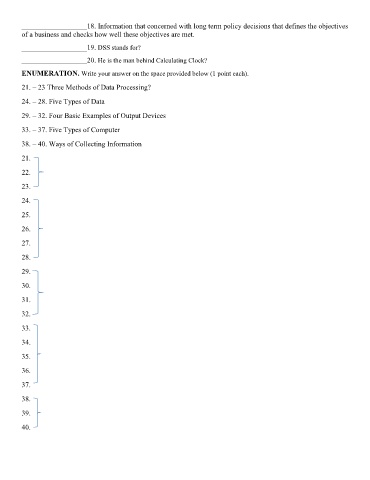 ____________________18. Information that concerned with long term policy decisions that defines the objectives
of a business and checks how well these objectives are met.
____________________19. DSS stands for?
____________________20. He is the man behind Calculating Clock?
ENUMERATION. Write your answer on the space provided below (1 point each).
21. – 23 Three Methods of Data Processing?
24. – 28. Five Types of Data
29. – 32. Four Basic Examples of Output Devices
33. – 37. Five Types of Computer
38. – 40. Ways of Collecting Information
21.
22.
23.
24.
25.
26.
27.
28.
29.
30.
31.
32.
33.
34.
35.
36.
37.
38.
39.
40.